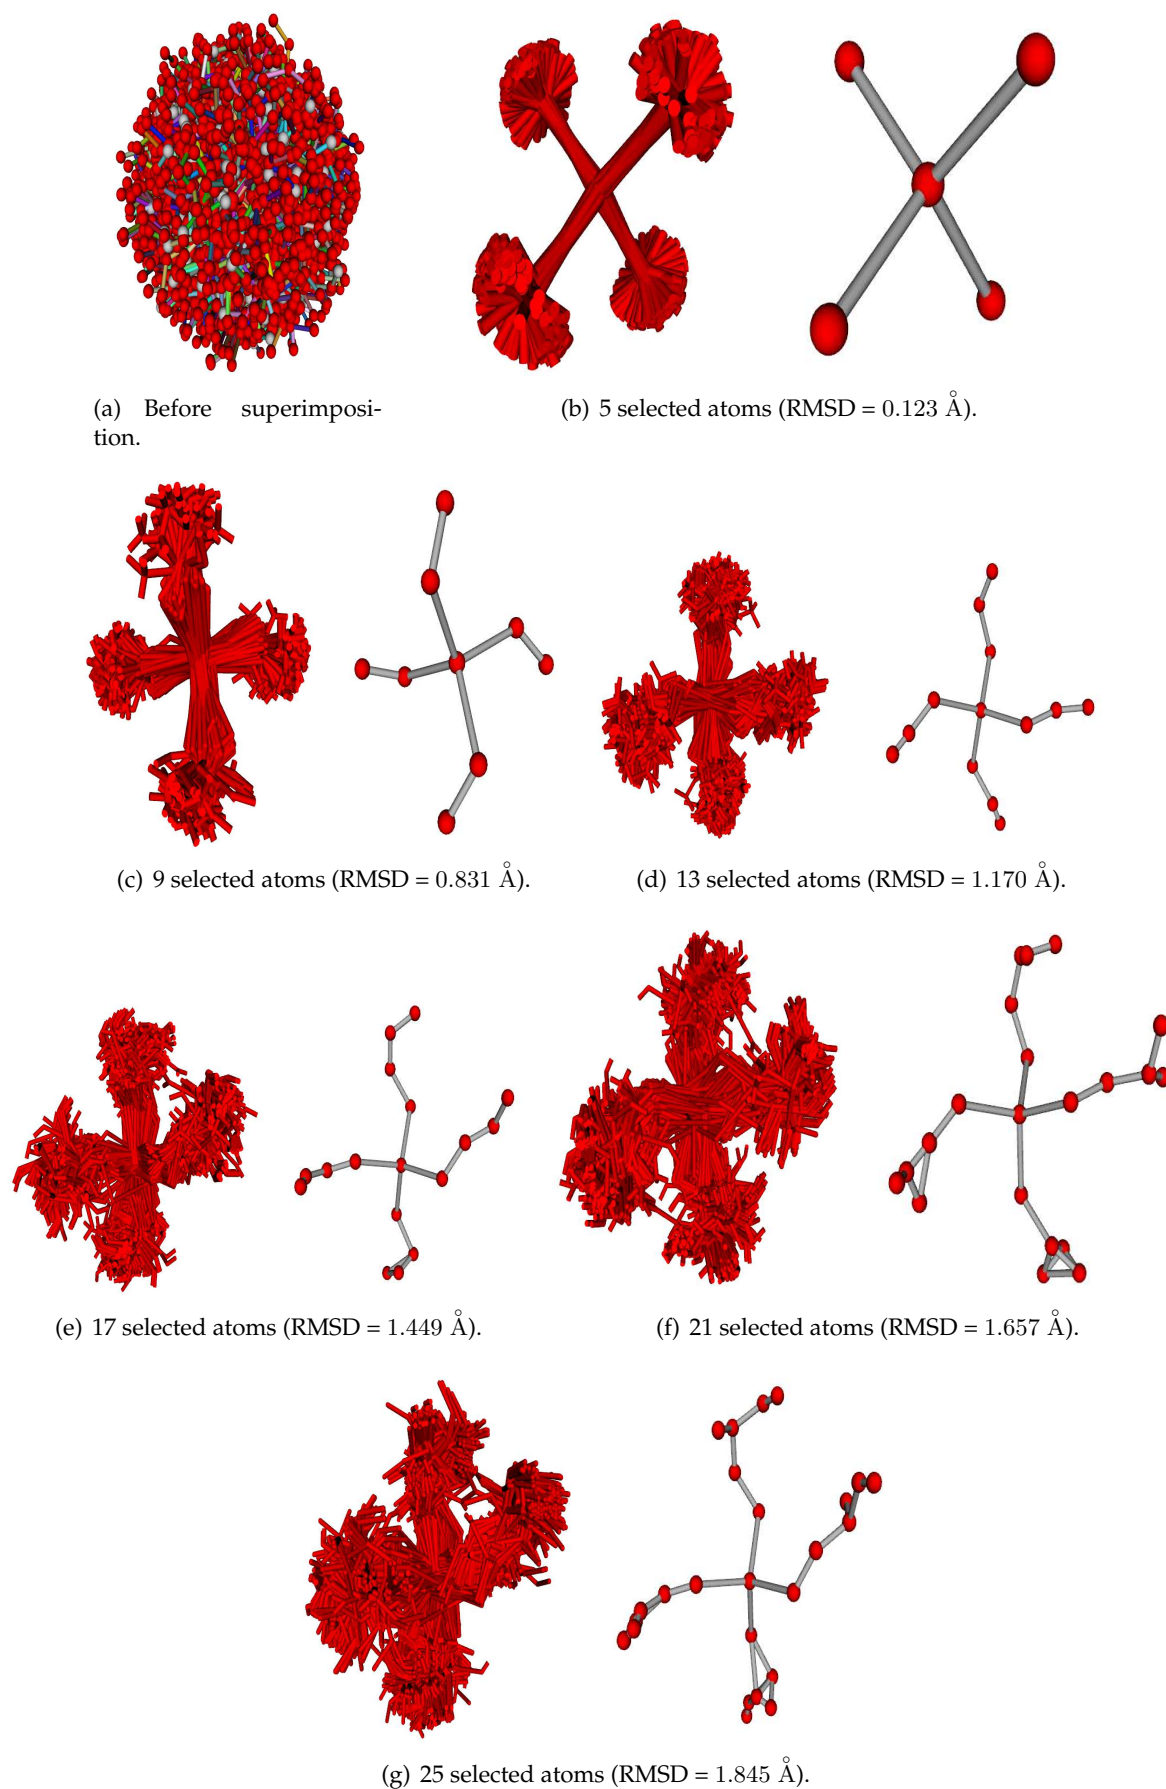 (a) Before superimposi-
tion.
(b) 5 selected atoms (RMSD = 0.123 Å).
(c) 9 selected atoms (RMSD = 0.831 Å).
(d) 13 selected atoms (RMSD = 1.170 Å).
(e) 17 selected atoms (RMSD = 1.449 Å).
(f) 21 selected atoms (RMSD = 1.657 Å).
(g) 25 selected atoms (RMSD = 1.845 Å).